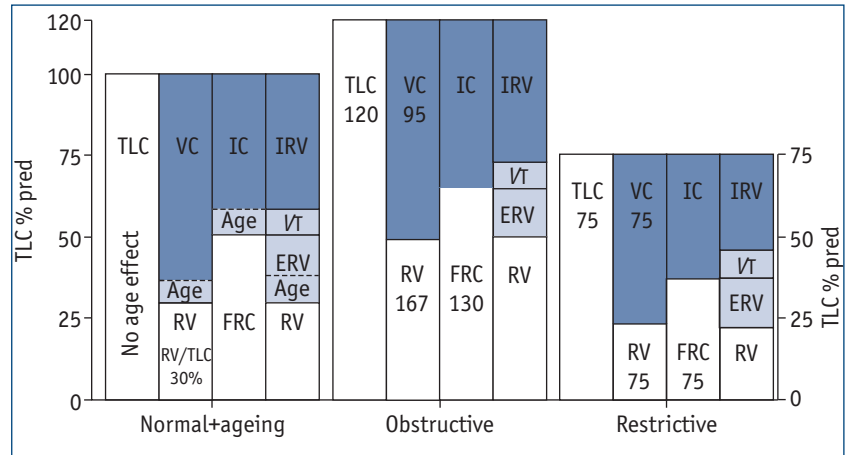 TLC % pred
120
100
75
50
25
0
TLC
No age effect
VC
Age
RV
RV/TLC
30%
IC
Age
FRC
IRV
VT
ERV
Age
RV
Normal+ageing
TLC
120
VC
95
RV
167
IC
FRC
130
IRV
VT
ERV
RV
Obstructive
TLC
75
VC
75
RV
75
IC
FRC
75
IRV
VT
ERV
RV
Restrictive
75
50
25
0
TLC % pred